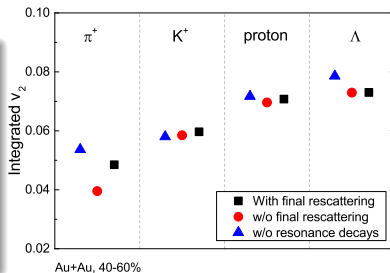 π+ K+ proton Λ
0.10
0.08
0.06
0.04
0.02
Integrated v2
With final rescattering
w/o final rescattering
w/o resonance decays
Au+Au, 40-60%